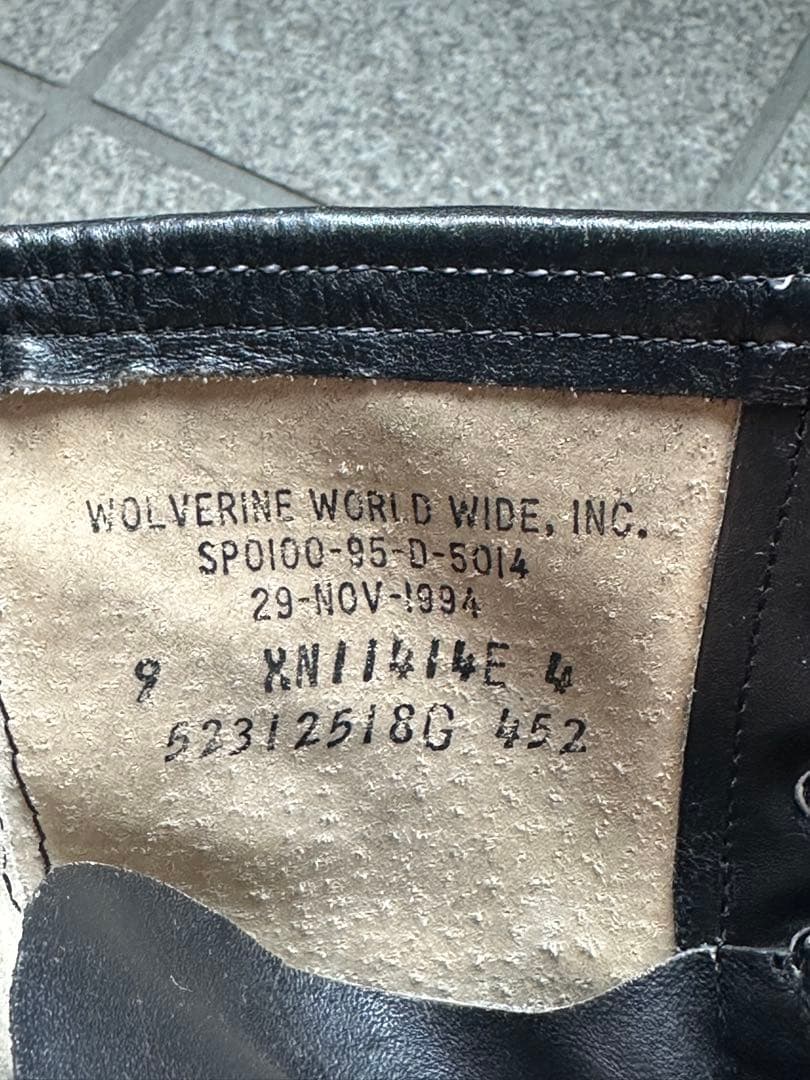 WOLVERINE WORLD WIDE, INC.
SP0100-95-D-5014
29-NOV-1994
9 XN11414E 4
52312518G 452